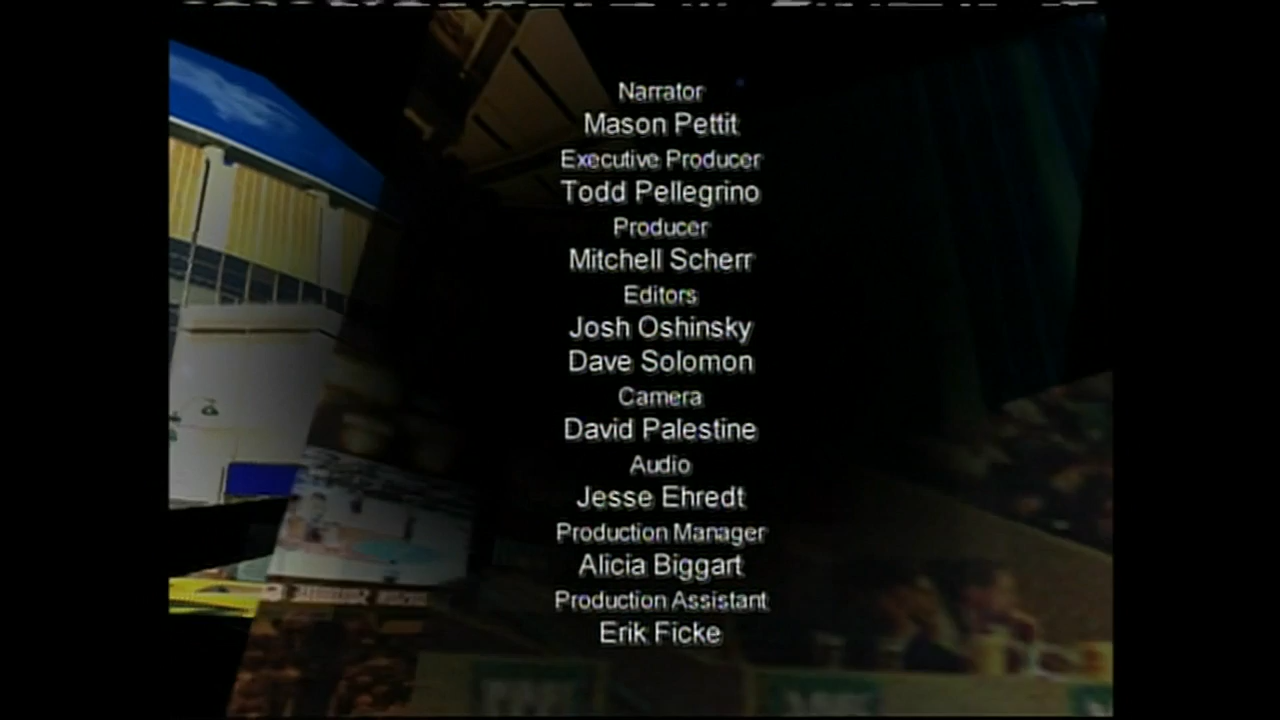 Narrator
Mason Pettit
Executive Producer
Todd Pellegrino
Producer
Mitchell Scherr
Editors
Josh Oshinsky
Dave Solomon
Camera
David Palestine
Audio
Jesse Ehredt
Production Manager
Alicia Biggart
Production Assistant
Erik Ficke